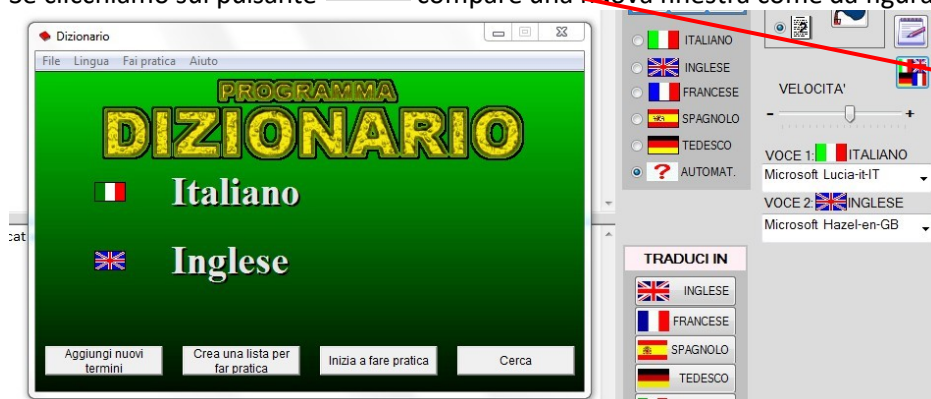 Se clicchiamo sul pulsante compare una nuova finestra come da figura
Dizionario
File Lingua Fai pratica Aiuto
PROGRAMMA
DIZIONARIO
Italiano
Inglese
Aggiungi nuovi
termini
Crea una lista per
far pratica
Inizia a fare pratica
Cerca
cat
ITALIANO
INGLESE
FRANCESE
SPAGNOLO
TEDESCO
? AUTOMAT.
TRADUCI IN
INGLESE
FRANCESE
SPAGNOLO
TEDESCO
VELOCITA'
- +
VOCE 1: ITALIANO
Microsoft Lucia-it-IT
VOCE 2: INGLESE
Microsoft Hazel-en-GB